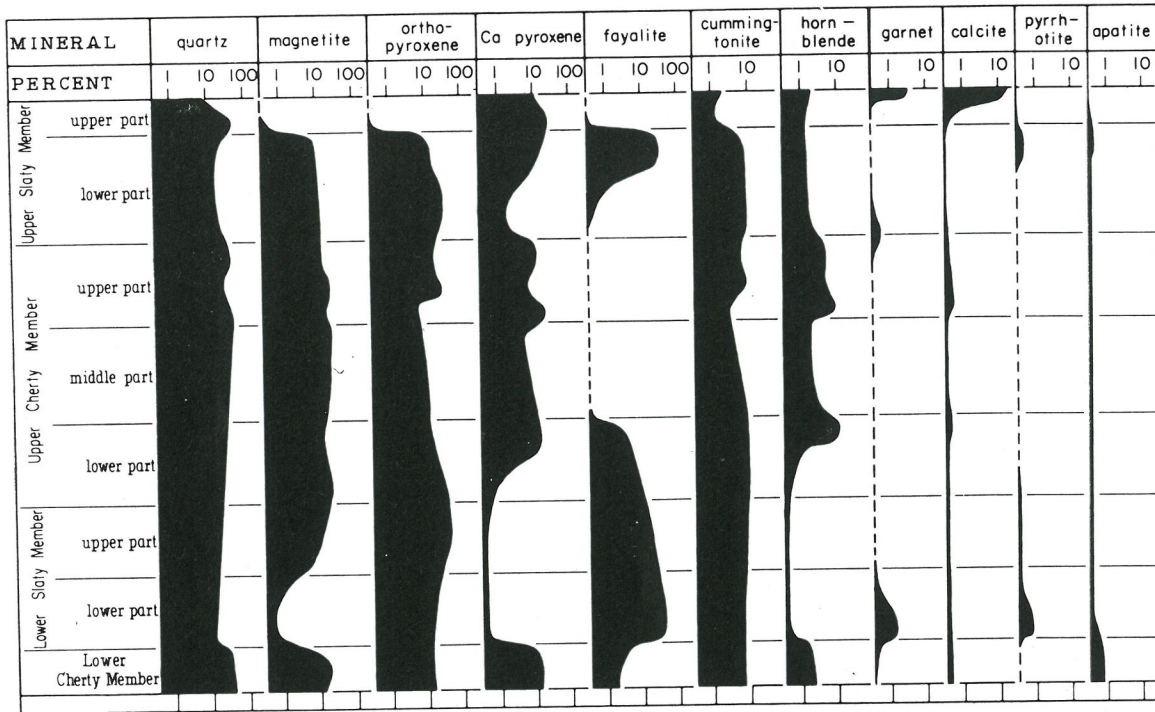 MINERAL
quartz
magnetite
ortho-
pyroxene
Ca pyroxene
fayalite
cumming-
tonite
horn –
blende
garnet
calcite
pyrrh-
otite
apatite
PERCENT
1 10 100
1 10 100
1 10 100
1 10 100
1 10 100
1 10
1 10
1 10
1 10
1 10
1
Upper Slaty Member
upper part
lower part
Upper Cherty Member
upper part
middle part
lower part
Lower Slaty Member
upper part
lower part
Lower
Cherty Member